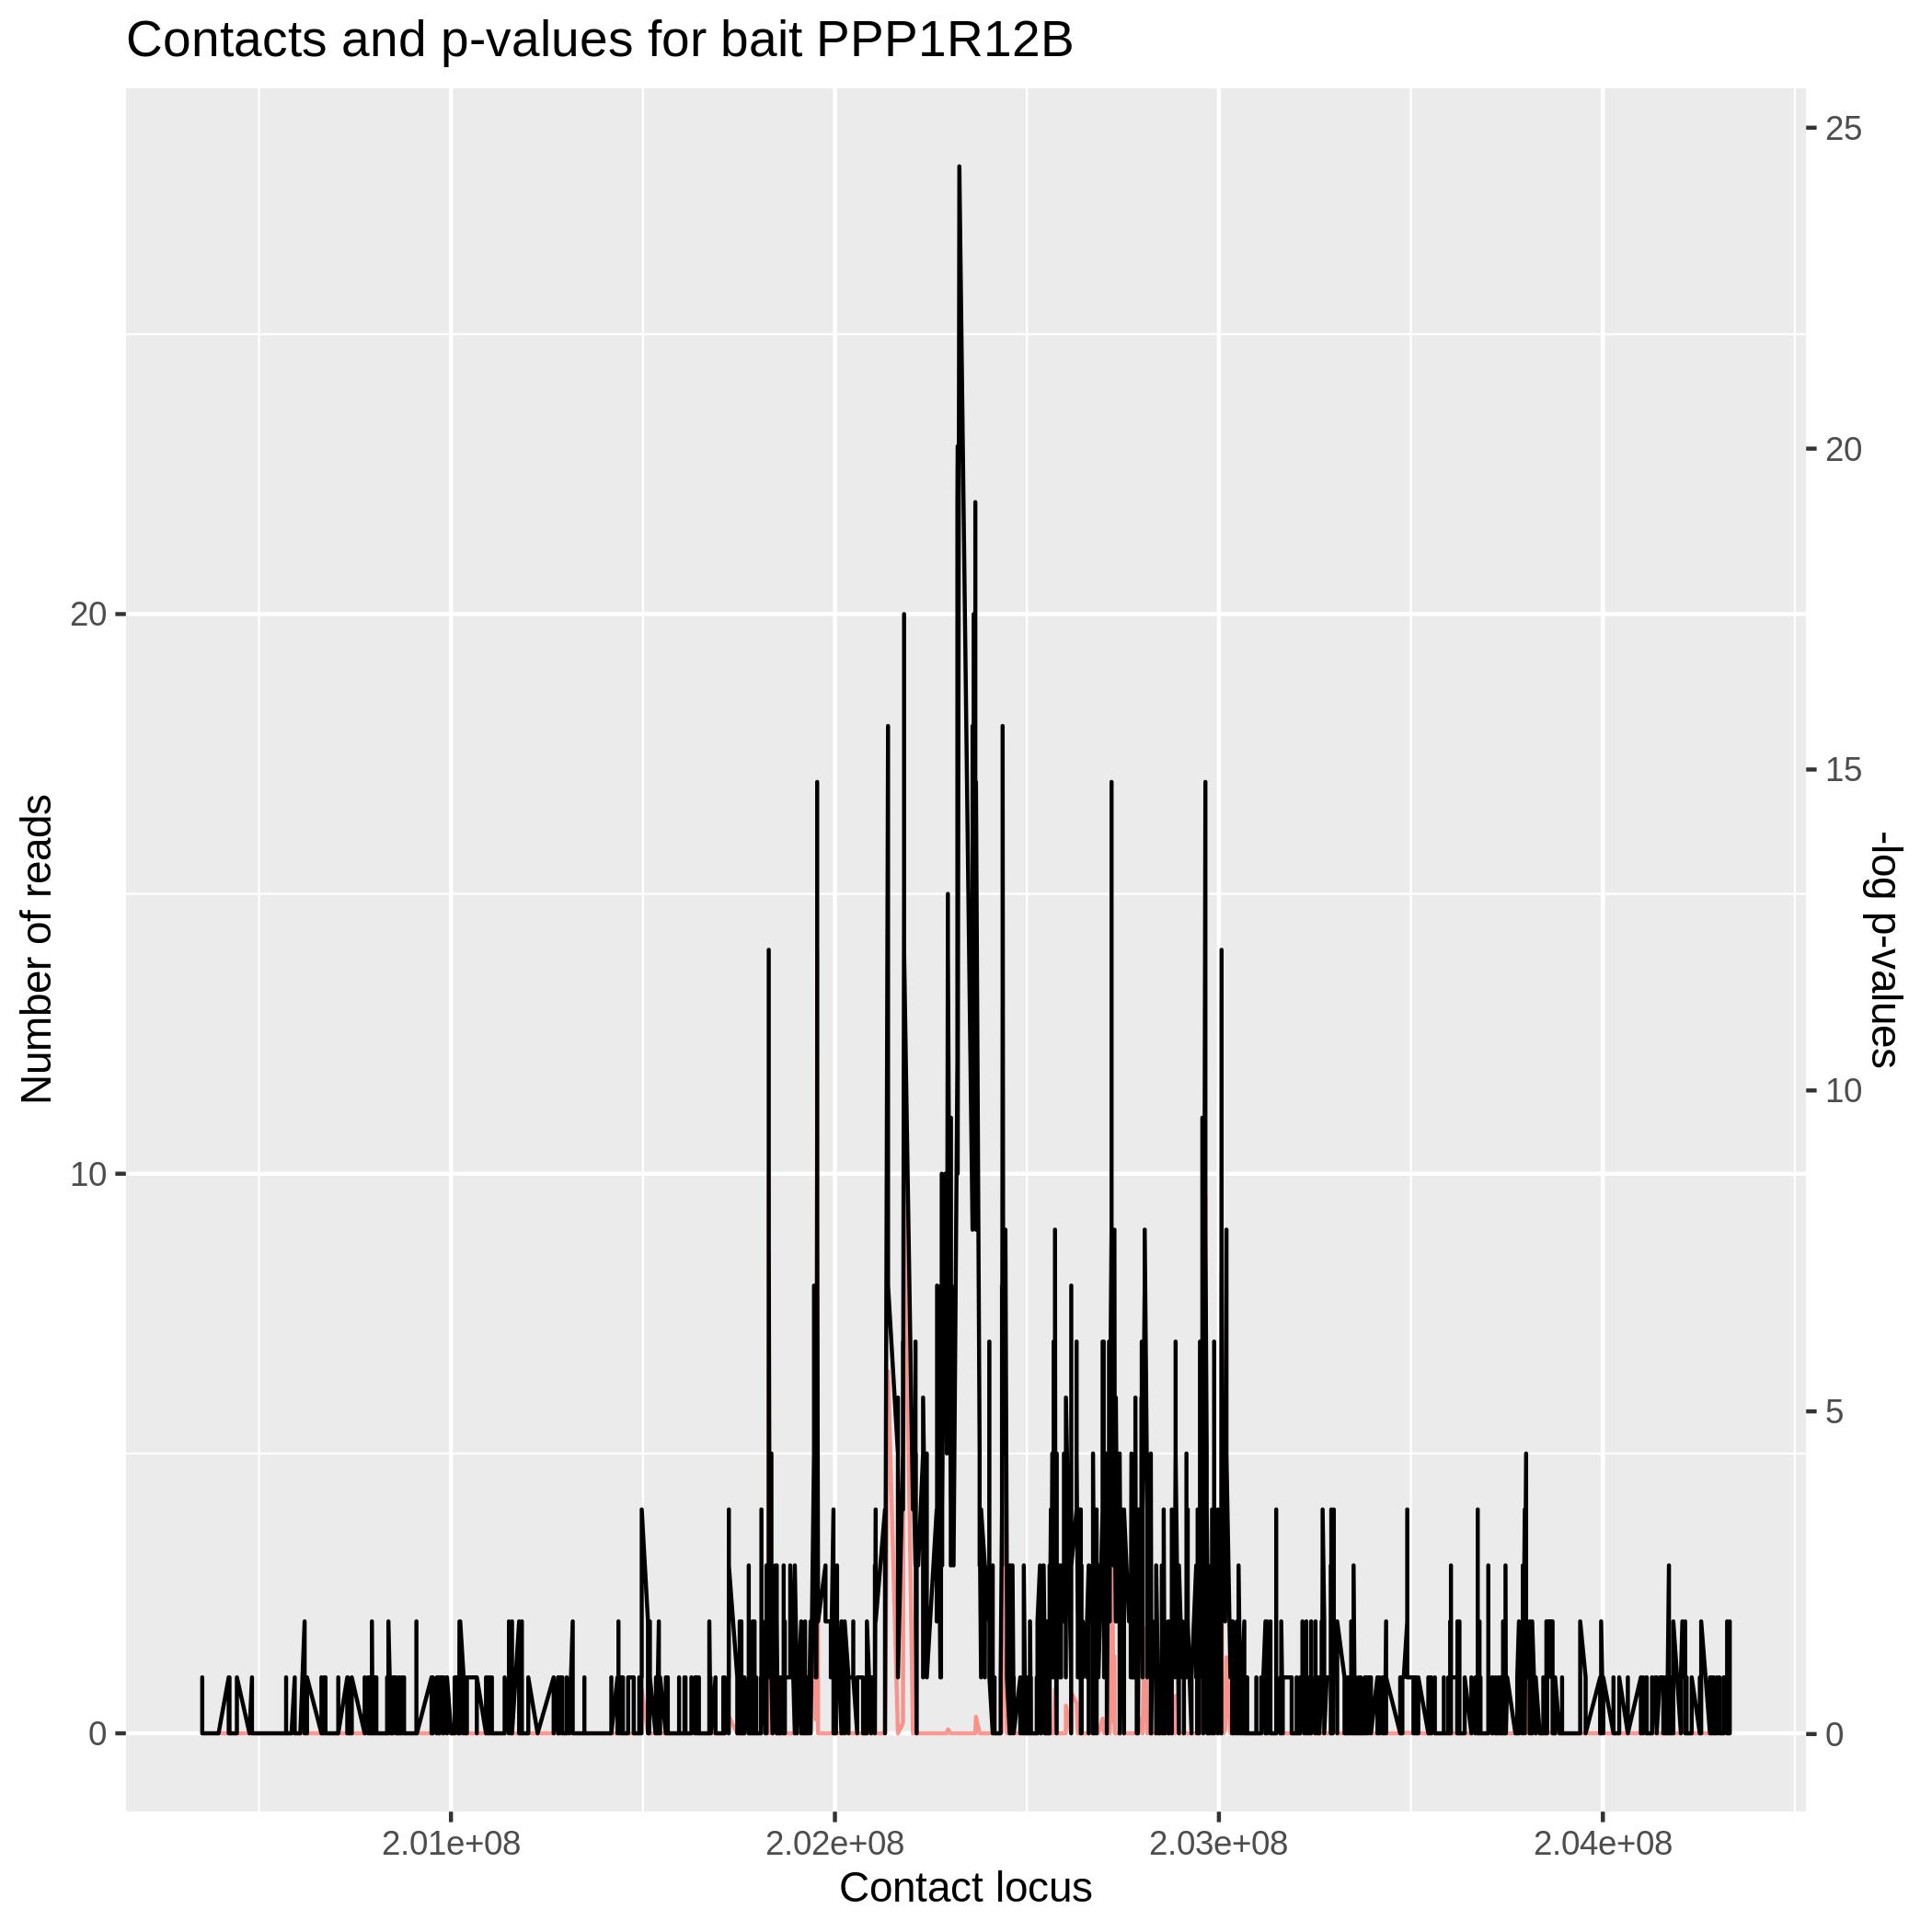 Contacts and p-values for bait PPP1R12B
25
20
15
10
5
0
20
10
0
Number of reads
-log p-values
2.01e+08 2.02e+08 2.03e+08 2.04e+08
Contact locus